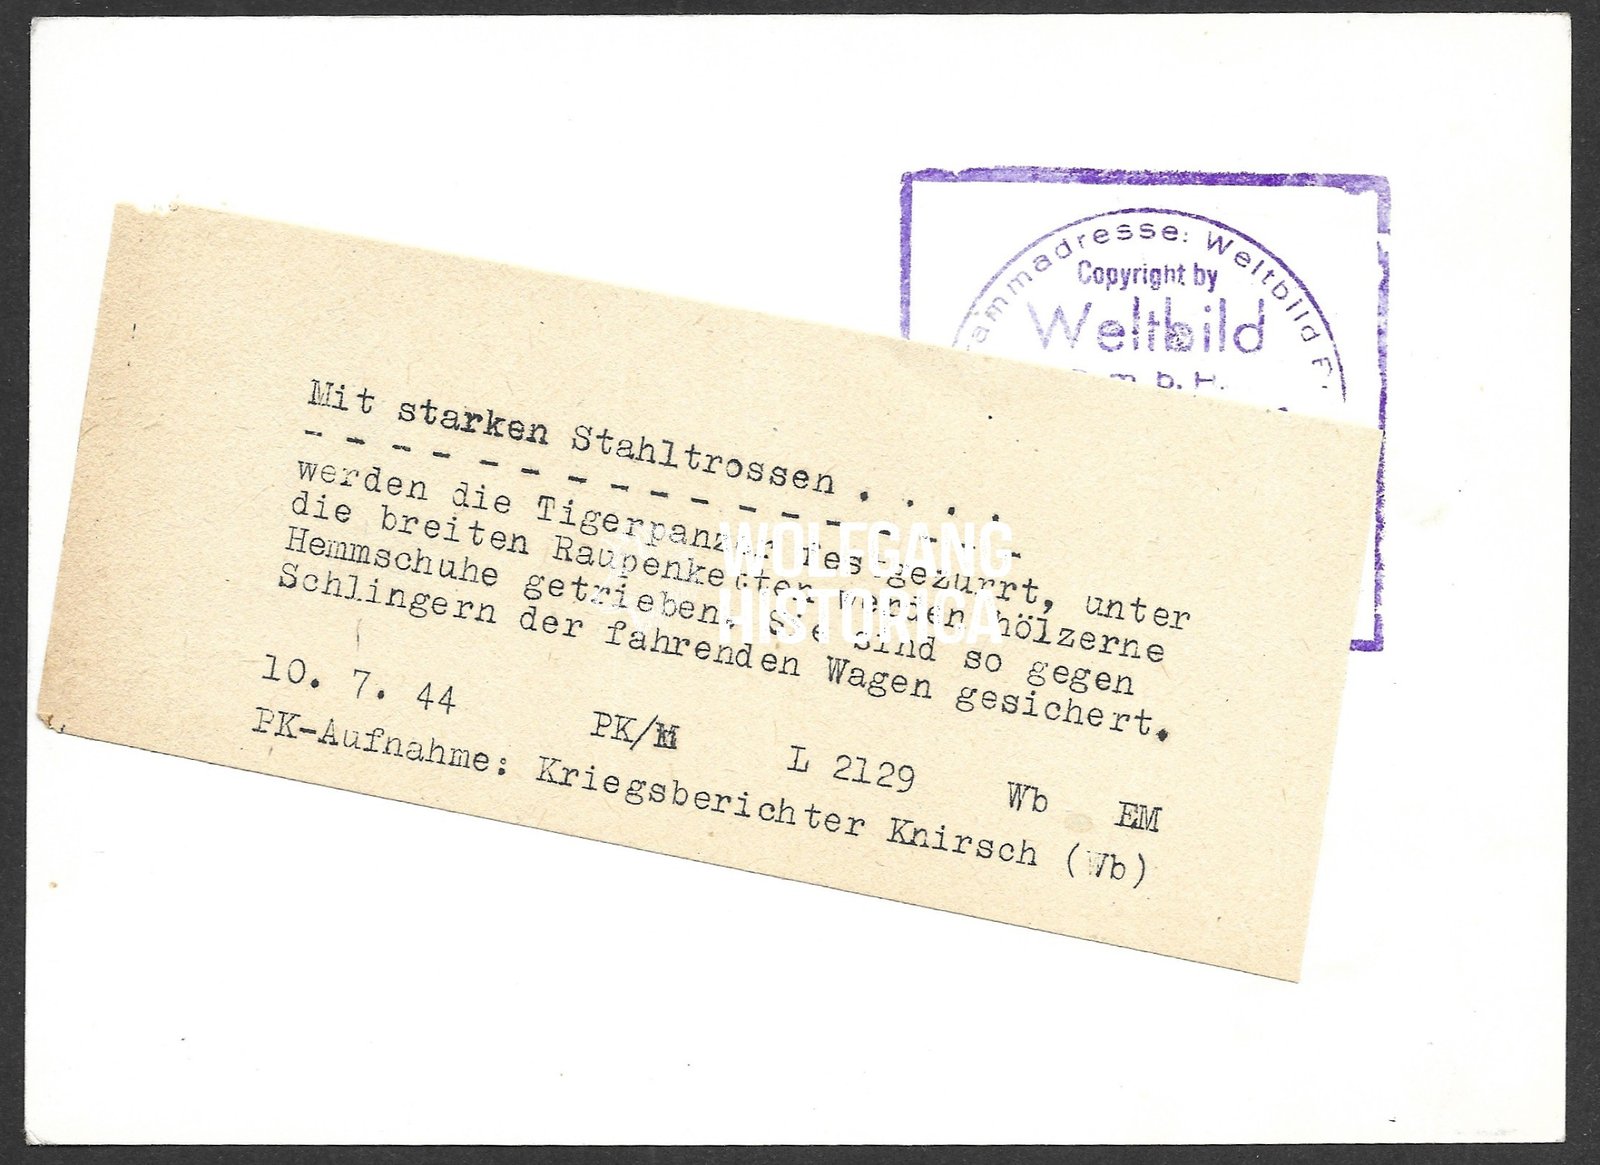 ammadresse: Weltbild F
Copyright by
Weltbild
m. b. H.
Mit starken Stahltrossen . . . .
- - - - - - - - - - - - - - - - -
werden die Tigerpanzer festgezurrt, unter
die breiten Raupenketten werden hölzerne
Hemmschuhe getrieben. Sie sind so gegen
Schlingern der fahrenden Wagen gesichert.
10. 7. 44 PK/M L 2129 Wb EM
PK-Aufnahme: Kriegsberichter Knirsch (Wb)
WOLFGANG
HISTORICA